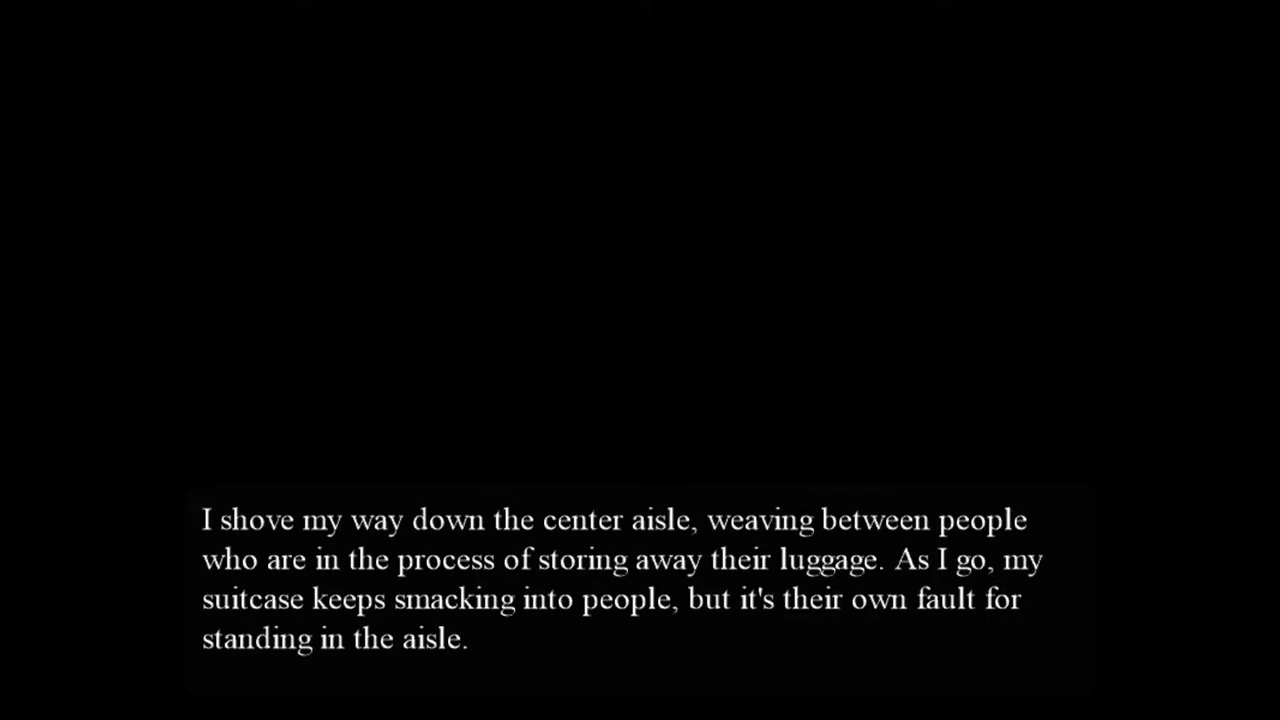 I shove my way down the center aisle, weaving between people
who are in the process of storing away their luggage. As I go, my
suitcase keeps smacking into people, but it's their own fault for
standing in the aisle.